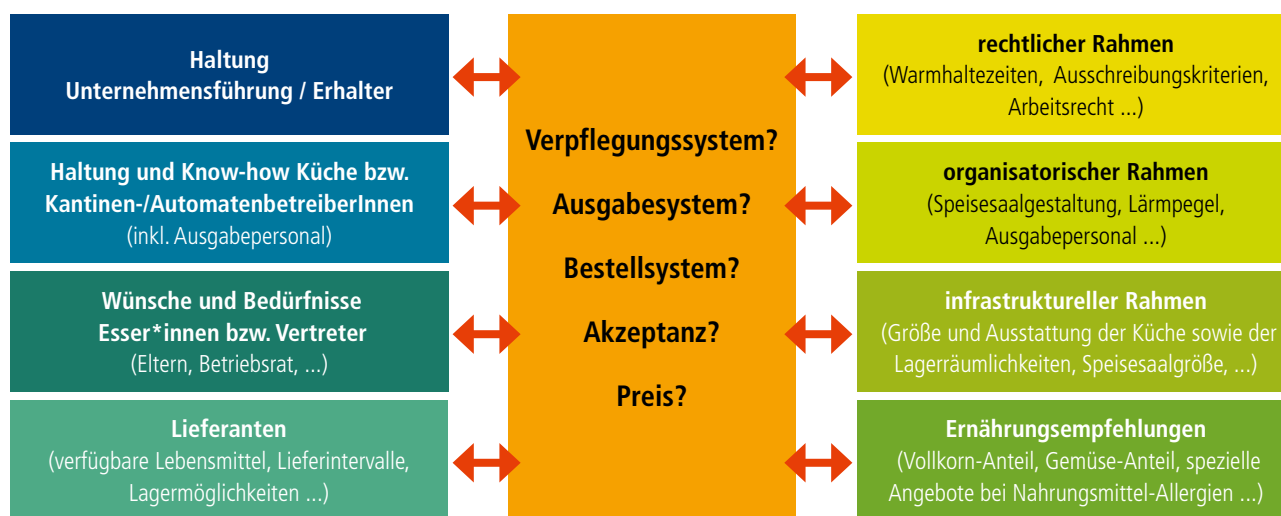 Haltung
Unternehmensführung / Erhalter
Haltung und Know-how Küche bzw.
Kantinen-/AutomatenbetreiberInnen
(inkl. Ausgabepersonal)
Wünsche und Bedürfnisse
Esser*innen bzw. Vertreter
(Eltern, Betriebsrat, ...)
Lieferanten
(verfügbare Lebensmittel, Lieferintervalle,
Lagermöglichkeiten ...)
Verpflegungssystem?
Ausgabesystem?
Bestellsystem?
Akzeptanz?
Preis?
rechtlicher Rahmen
(Warmhaltezeiten, Ausschreibungskriterien,
Arbeitsrecht ...)
organisatorischer Rahmen
(Speisesaalgestaltung, Lärmpegel,
Ausgabepersonal ...)
infrastruktureller Rahmen
(Größe und Ausstattung der Küche sowie der
Lagerräumlichkeiten, Speisesaalgröße, ...)
Ernährungsempfehlungen
(Vollkorn-Anteil, Gemüse-Anteil, spezielle
Angebote bei Nahrungsmittel-Allergien ...)